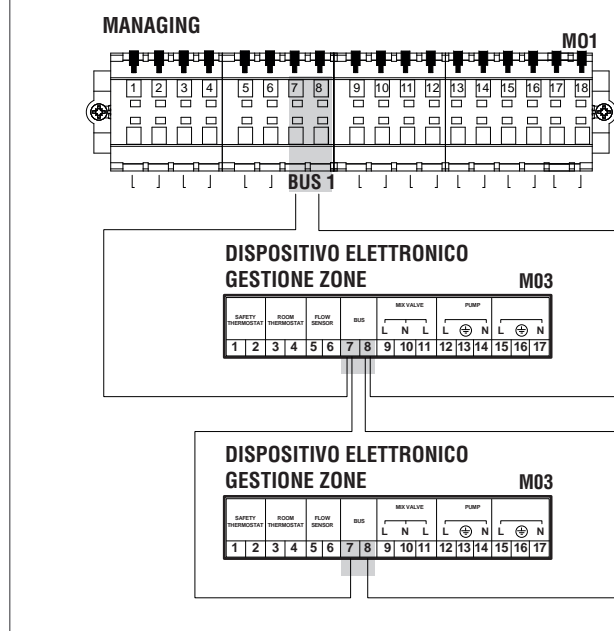 MANAGING
M01
1 2 3 4 5 6 7 8 9 10 11 12 13 14 15 16 17 18
BUS 1
DISPOSITIVO ELETTRONICO
GESTIONE ZONE M03
SAFETY THERMOSTAT ROOM THERMOSTAT FLOW SENSOR BUS MIX VALVE PUMP
L N L L N L N
1 2 3 4 5 6 7 8 9 10 11 12 13 14 15 16 17
DISPOSITIVO ELETTRONICO
GESTIONE ZONE M03
SAFETY THERMOSTAT ROOM THERMOSTAT FLOW SENSOR BUS MIX VALVE PUMP
L N L L N L N
1 2 3 4 5 6 7 8 9 10 11 12 13 14 15 16 17